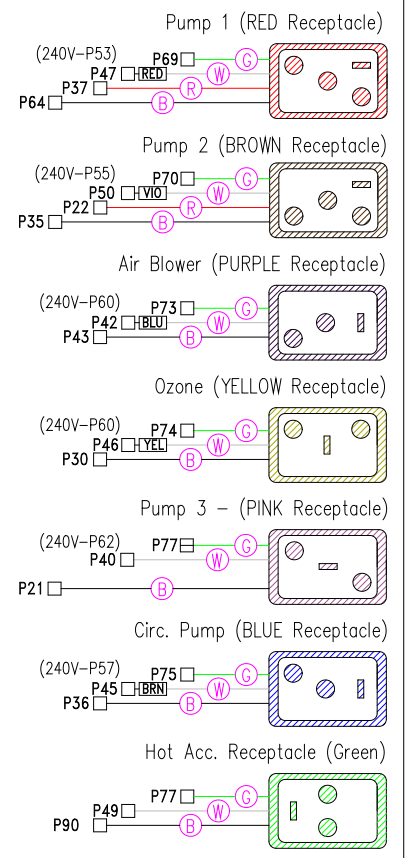 Pump 1 (RED Receptacle)
(240V-P53) P69 G
P47 RED W
P37 R
P64 B
Pump 2 (BROWN Receptacle)
(240V-P55) P70 G
P50 VIO W
P22 R
P35 B
Air Blower (PURPLE Receptacle)
(240V-P60) P73 G
P42 BLU W
P43 B
Ozone (YELLOW Receptacle)
(240V-P60) P74 G
P46 YEL W
P30 B
Pump 3 - (PINK Receptacle)
(240V-P62) P77 G
P40 W
P21 B
Circ. Pump (BLUE Receptacle)
(240V-P57) P75 G
P45 BRN W
P36 B
Hot Acc. Receptacle (Green)
P77 G
P49 W
P90 B